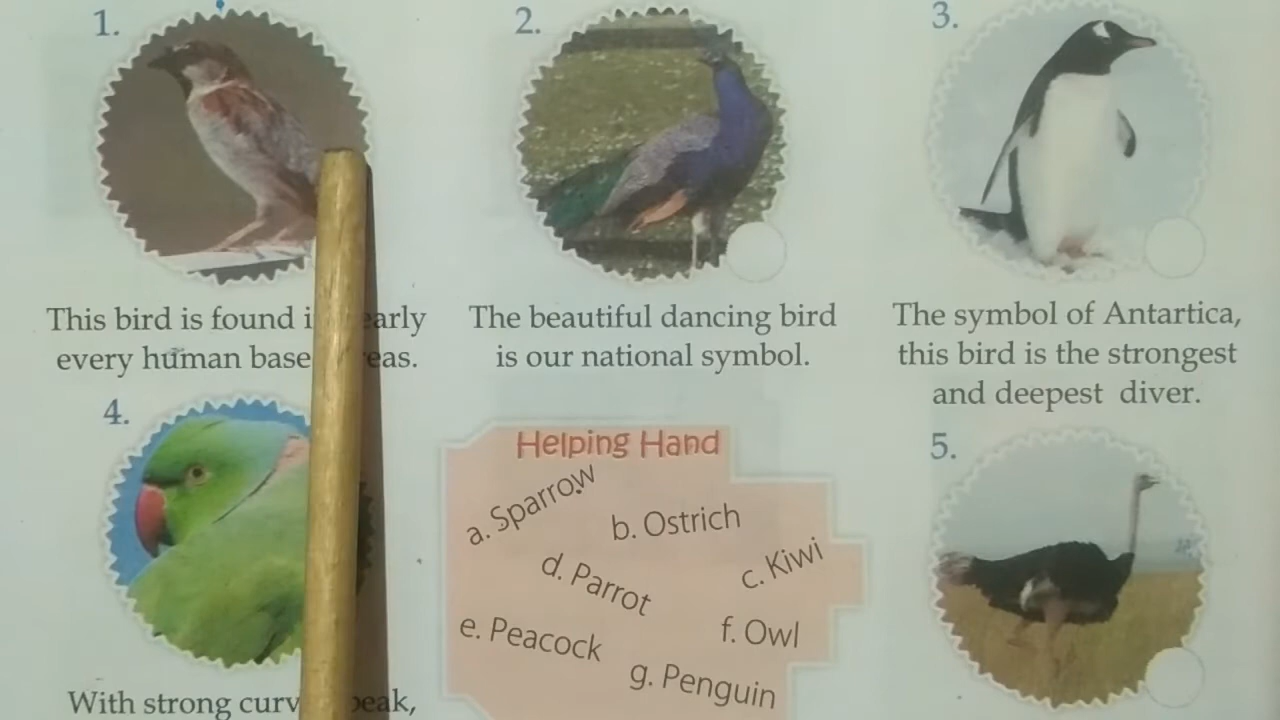 1.
This bird is found i early
every human base eas.
2.
The beautiful dancing bird
is our national symbol.
3.
The symbol of Antartica,
this bird is the strongest
and deepest diver.
4.
With strong curv beak,
Helping Hand
a. Sparrow
b. Ostrich
c. Kiwi
d. Parrot
e. Peacock
f. Owl
g. Penguin
5.